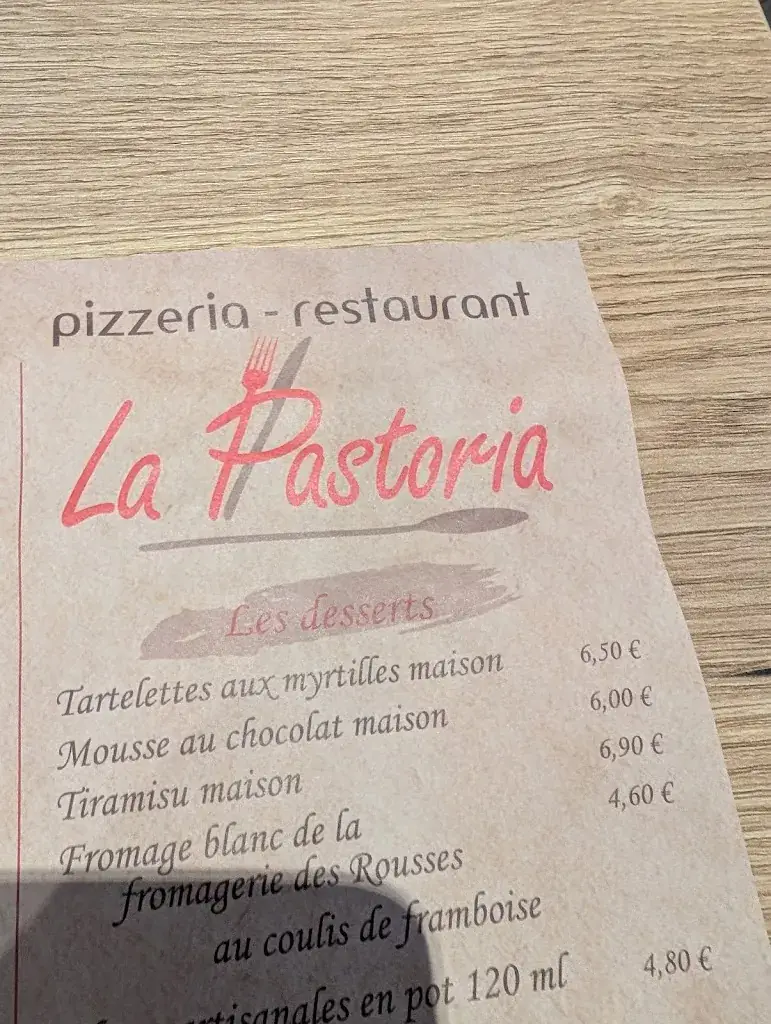 pizzeria - restaurant
La Pastoria
Les desserts
Tartelettes aux myrtilles maison 6,50 €
Mousse au chocolat maison 6,00 €
Tiramisu maison 6,90 €
Fromage blanc de la 4,60 €
fromagerie des Rousses
au coulis de framboise
en pot 120 ml 4,80 €